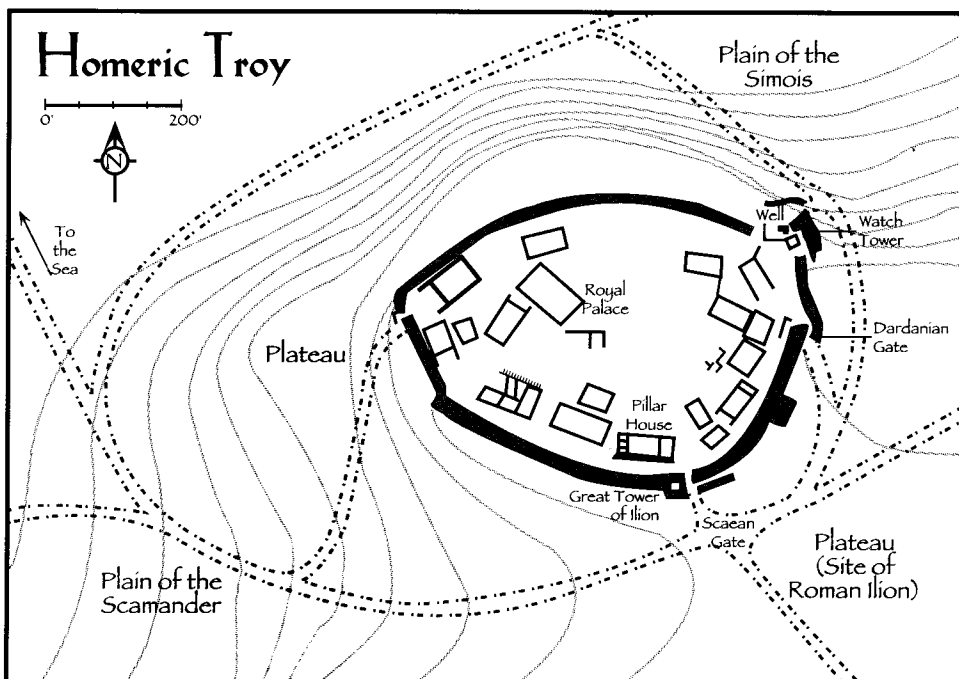 Homeric Troy
0'
200'
N
To
the
Sea
Plain of the
Simois
Well
Watch
Tower
Royal
Palace
Plateau
Dardanian
Gate
Pillar
House
Great Tower
of Ilion
Scaean
Gate
Plateau
(Site of
Roman Ilion)
Plain of the
Scamander